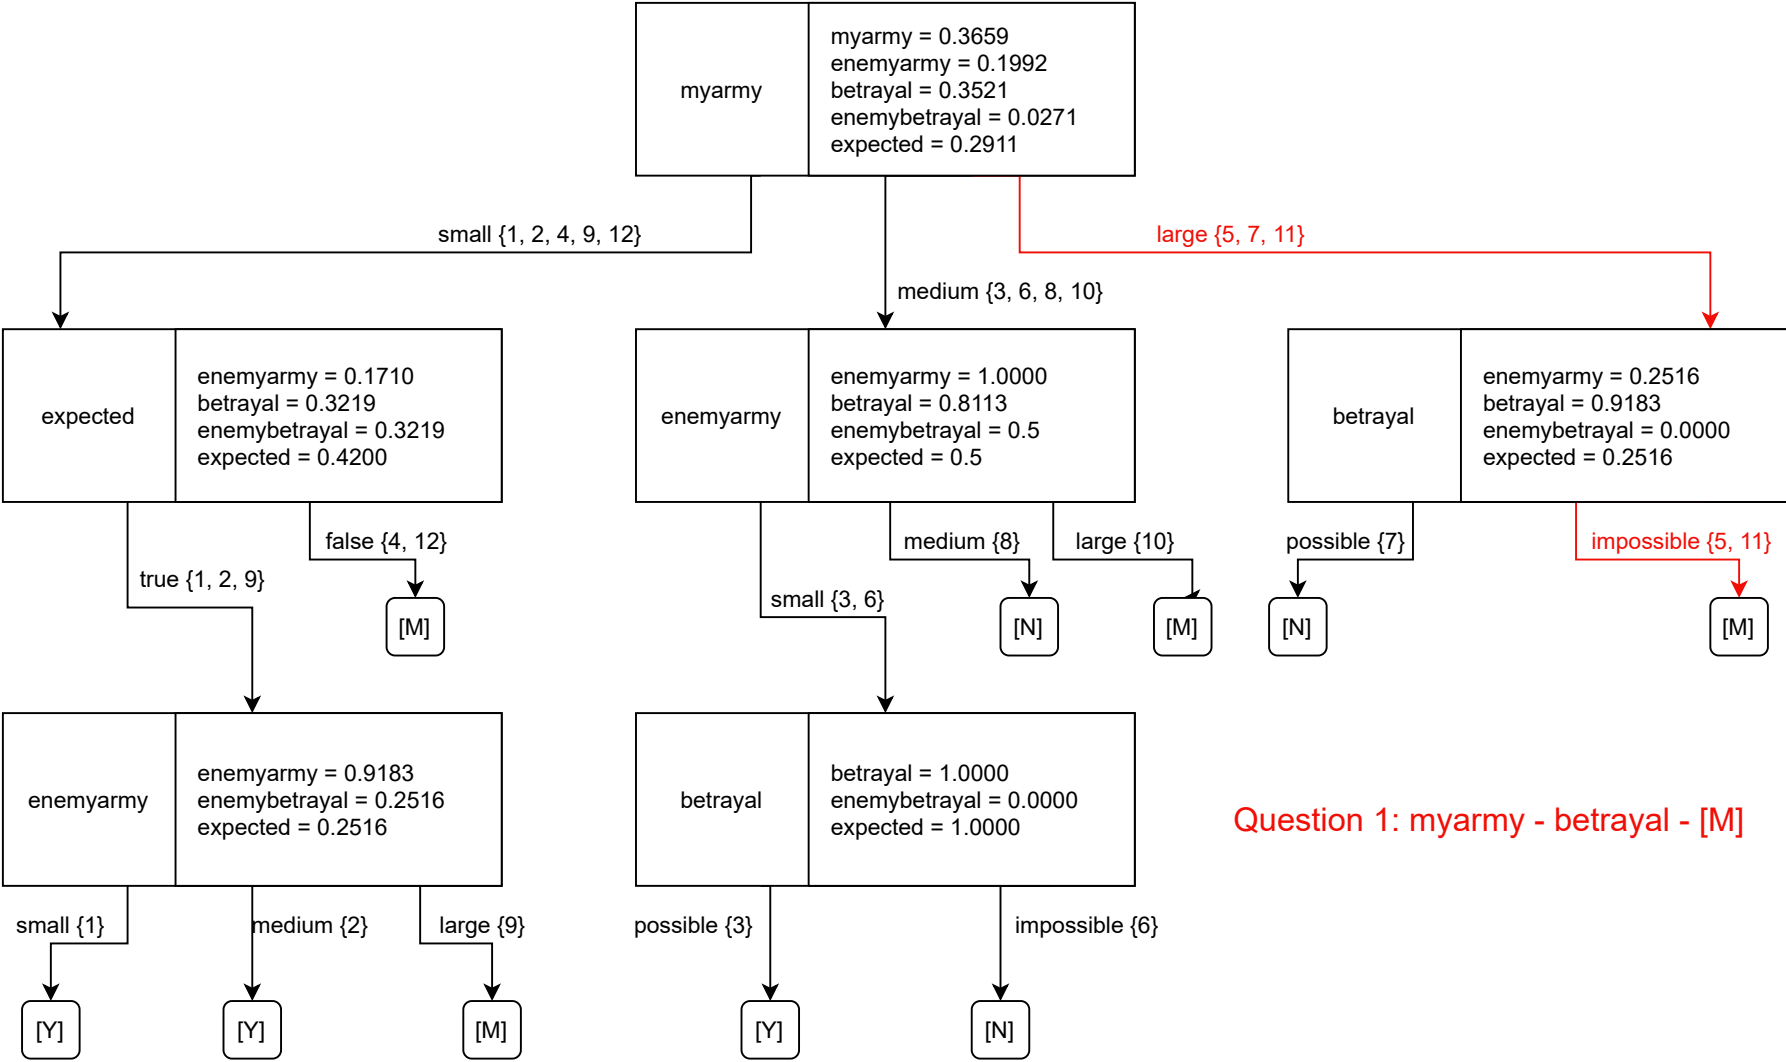 myarmy
myarmy = 0.3659
enemyarmy = 0.1992
betrayal = 0.3521
enemybetrayal = 0.0271
expected = 0.2911
small {1, 2, 4, 9, 12}
large {5, 7, 11}
medium {3, 6, 8, 10}
expected
enemyarmy = 0.1710
betrayal = 0.3219
enemybetrayal = 0.3219
expected = 0.4200
enemyarmy
enemyarmy = 1.0000
betrayal = 0.8113
enemybetrayal = 0.5
expected = 0.5
betrayal
enemyarmy = 0.2516
betrayal = 0.9183
enemybetrayal = 0.0000
expected = 0.2516
true {1, 2, 9}
false {4, 12}
small {3, 6}
medium {8}
large {10}
possible {7}
impossible {5, 11}
[M]
[N]
[M]
[N]
[M]
enemyarmy
enemyarmy = 0.9183
enemybetrayal = 0.2516
expected = 0.2516
betrayal
betrayal = 1.0000
enemybetrayal = 0.0000
expected = 1.0000
Question 1: myarmy - betrayal - [M]
small {1}
medium {2}
large {9}
possible {3}
impossible {6}
[Y]
[Y]
[M]
[Y]
[N]